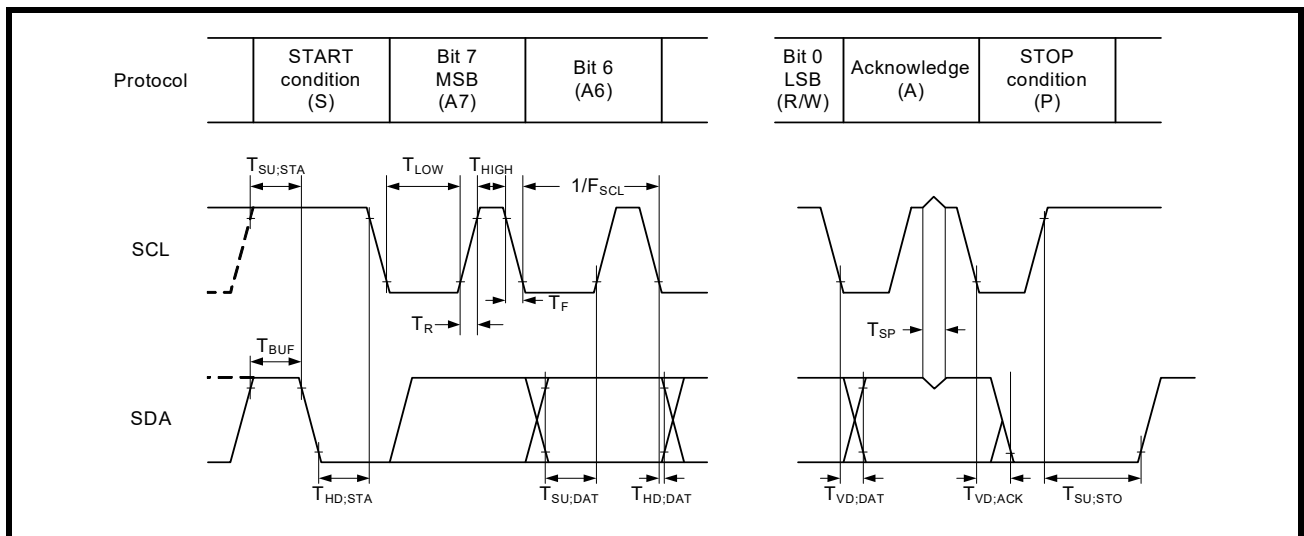 Protocol
START
condition
(S)
Bit 7
MSB
(A7)
Bit 6
(A6)
Bit 0
LSB
(R/W)
Acknowledge
(A)
STOP
condition
(P)
TSU;STA
TLOW
THIGH
1/FSCL
SCL
TR
TF
TSP
TBUF
SDA
THD;STA
TSU;DAT
THD;DAT
TVD;DAT
TVD;ACK
TSU;STO